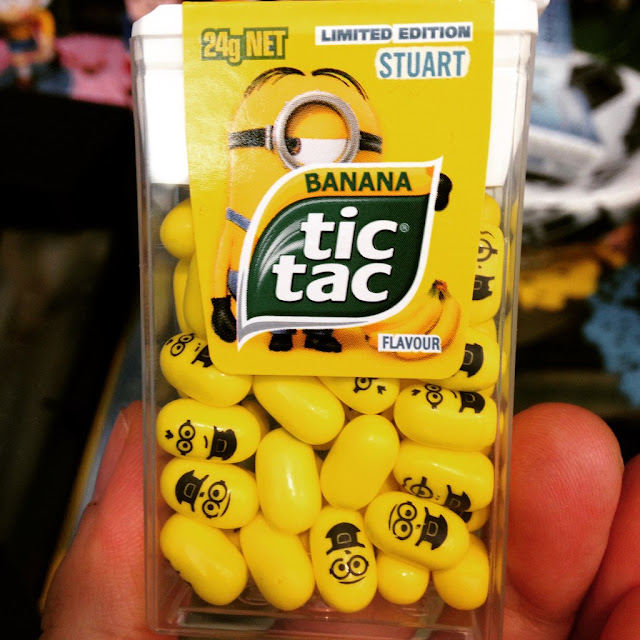 24g NET
LIMITED EDITION
STUART
BANANA
tic®
tac
FLAVOUR